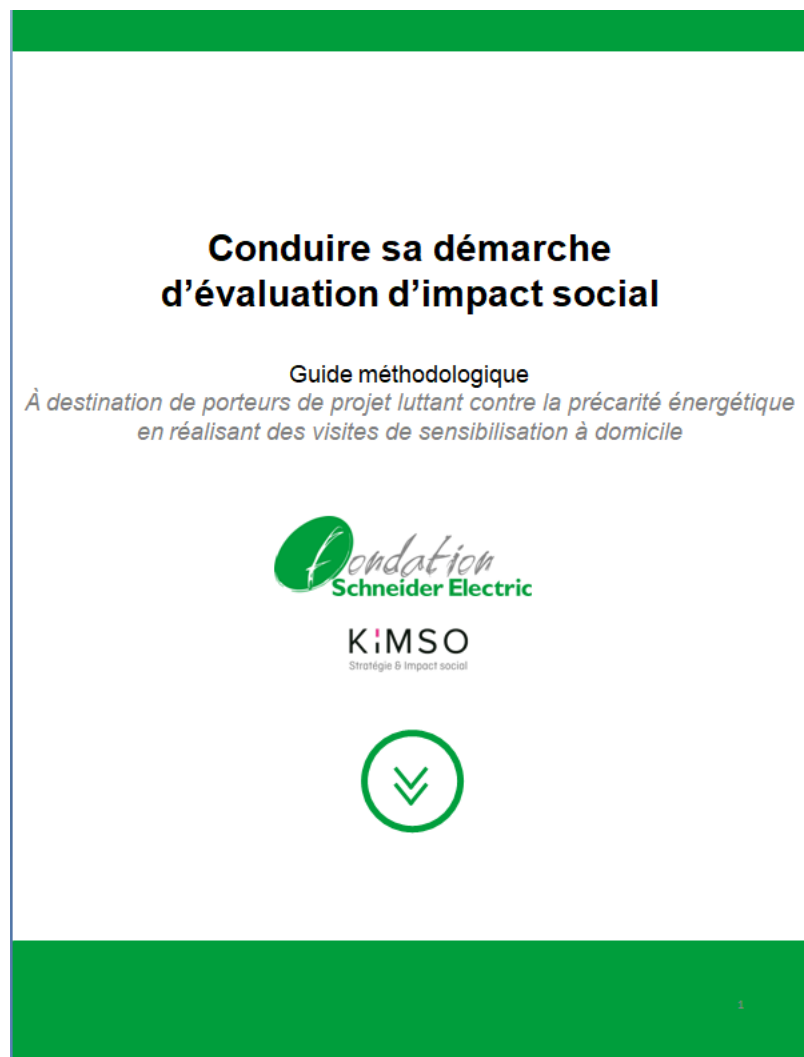 Conduire sa démarche
d'évaluation d'impact social
Guide méthodologique
À destination de porteurs de projet luttant contre la précarité énergétique
en réalisant des visites de sensibilisation à domicile
Fondation
Schneider Electric
KiMSO
Stratégie & Impact social
1